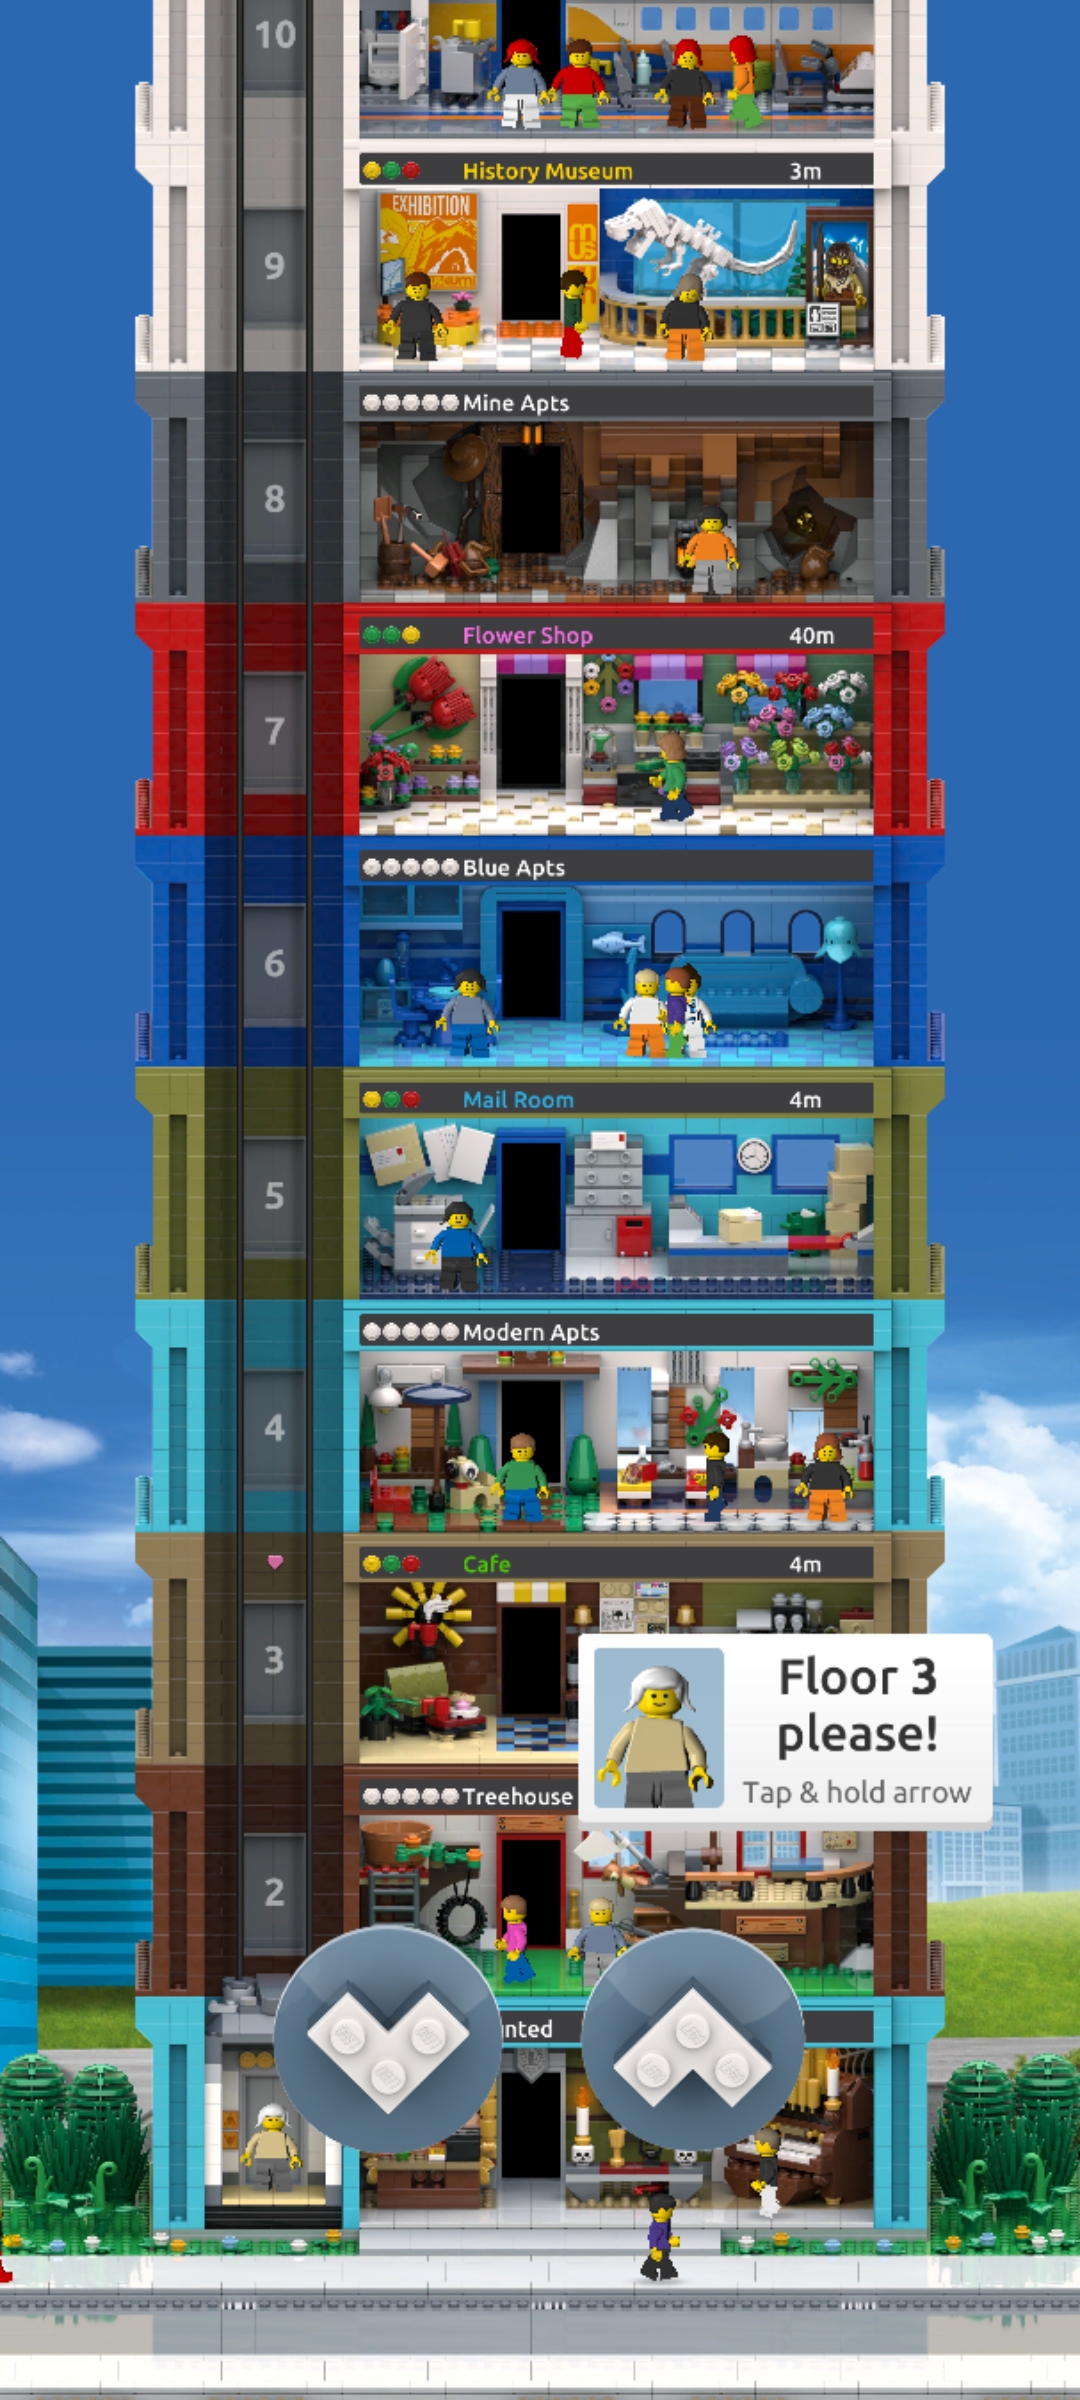 10
History Museum 3m
EXHIBITION
9
Mine Apts
8
Flower Shop 40m
7
Blue Apts
6
Mail Room 4m
5
Modern Apts
4
Cafe 4m
3
Floor 3
please!
Tap & hold arrow
Treehouse
2
nted